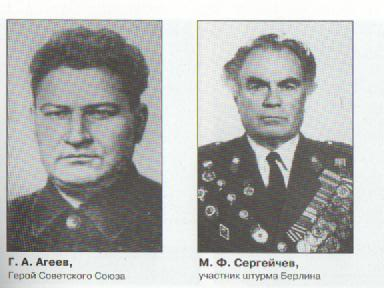 Г. А. Агеев,
Герой Советского Союза
М. Ф. Сергейчев,
участник штурма Берлина